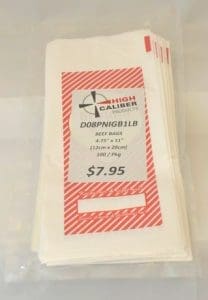 HIGH
CALIBER
PRODUCTS
D08PNIGB1LB
BEEF BAGS
4.75" x 11"
(12cm x 28cm)
100 / Pkg
$7.95